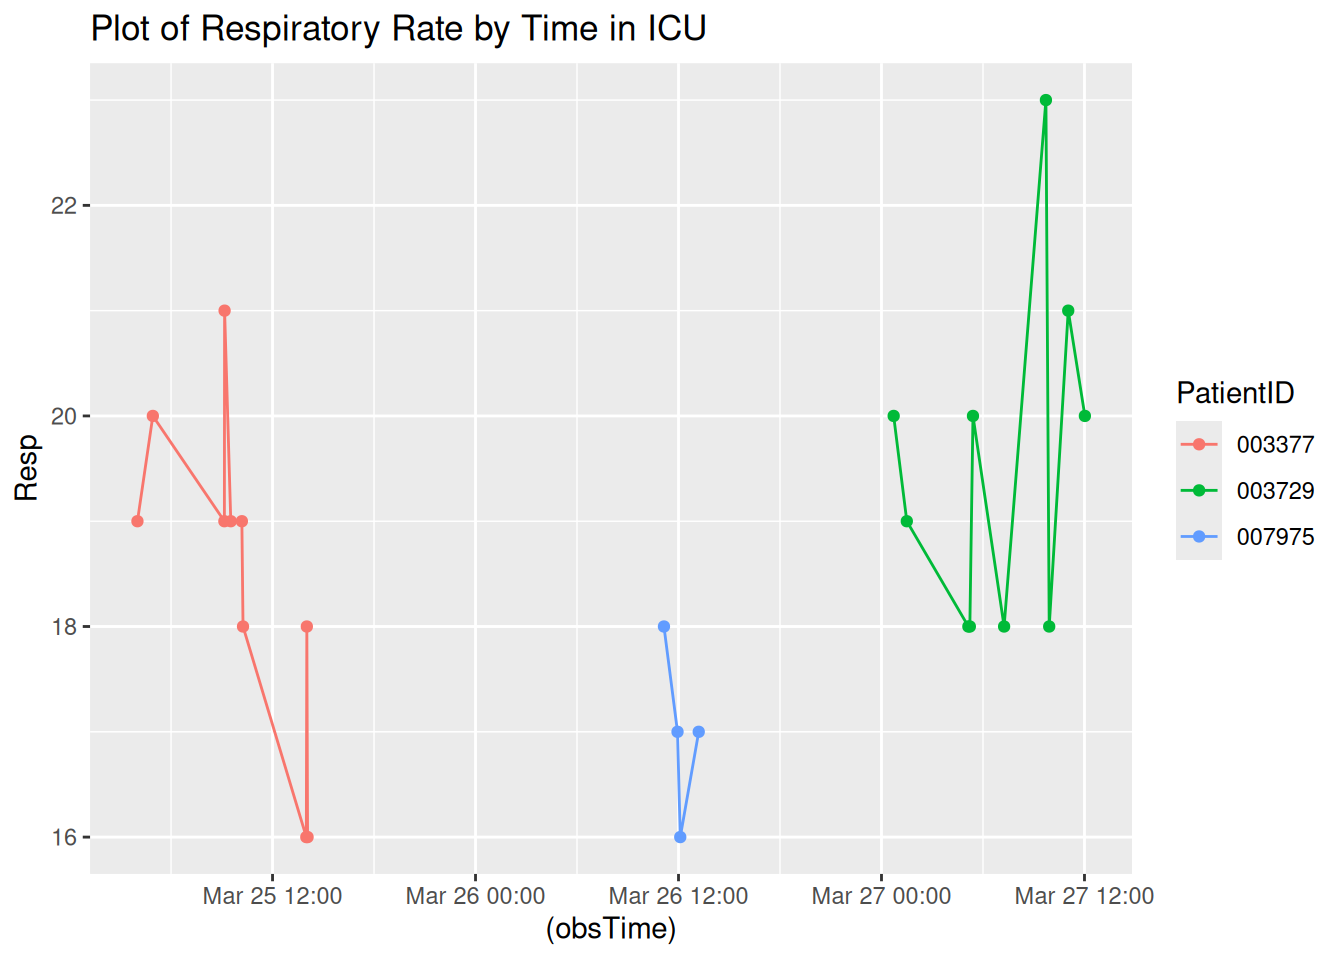 Plot of Respiratory Rate by Time in ICU
Resp
22
20
18
16
Mar 25 12:00
Mar 26 00:00
Mar 26 12:00
Mar 27 00:00
Mar 27 12:00
(obsTime)
PatientID
003377
003729
007975